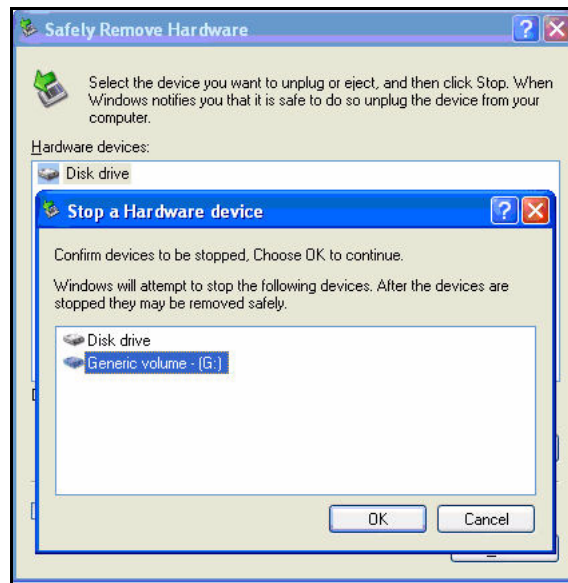 Safely Remove Hardware
Select the device you want to unplug or eject, and then click Stop. When
Windows notifies you that it is safe to do so unplug the device from your
computer.
Hardware devices:
Disk drive
Stop a Hardware device
Confirm devices to be stopped, Choose OK to continue.
Windows will attempt to stop the following devices. After the devices are
stopped they may be removed safely.
Disk drive
Generic volume - (G:)
OK
Cancel